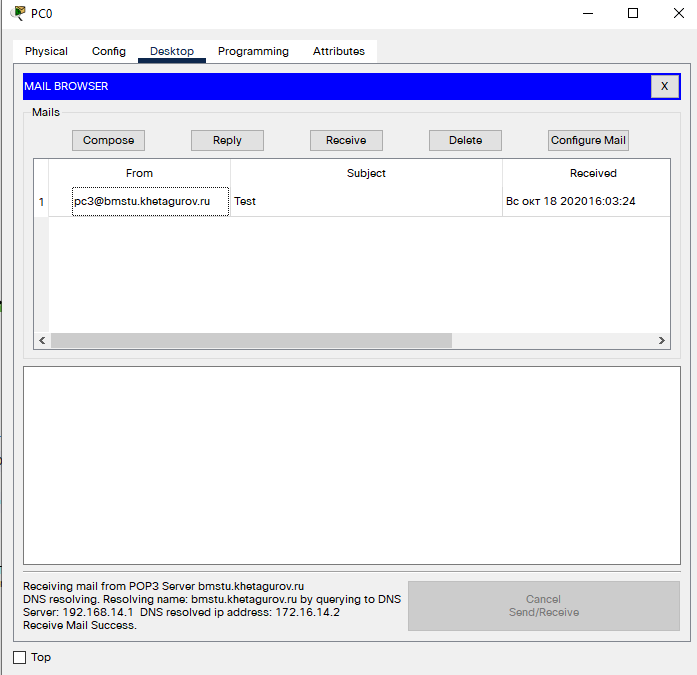 PC0
Physical Config Desktop Programming Attributes
MAIL BROWSER X
Mails
Compose Reply Receive Delete Configure Mail
From Subject Received
1 pc3@bmstu.khetagurov.ru Test Вс окт 18 202016:03:24
Receiving mail from POP3 Server bmstu.khetagurov.ru
DNS resolving. Resolving name: bmstu.khetagurov.ru by querying to DNS
Server: 192.168.14.1 DNS resolved ip address: 172.16.14.2
Receive Mail Success.
Cancel
Send/Receive
Top